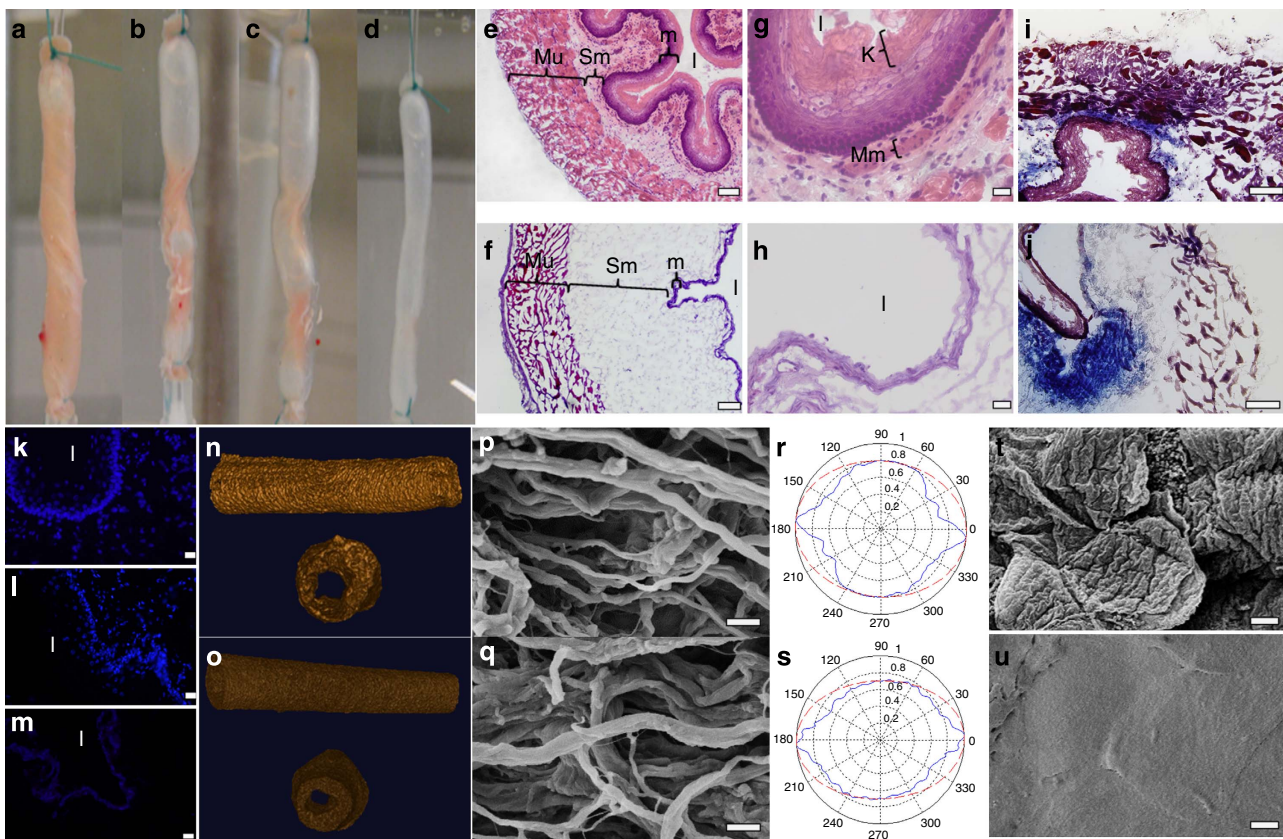 a b c d
e Mu Sm m l
g l K Mm
i
f Mu Sm m l
h l
j
k l
l l
m l
n
o
p
q
r 90 1 120 60 0.8 0.6 150 30 0.4 0.2 180 0 210 330 240 300 270
s 90 1 120 60 0.8 0.6 150 30 0.4 0.2 180 0 210 330 240 300 270
t
u